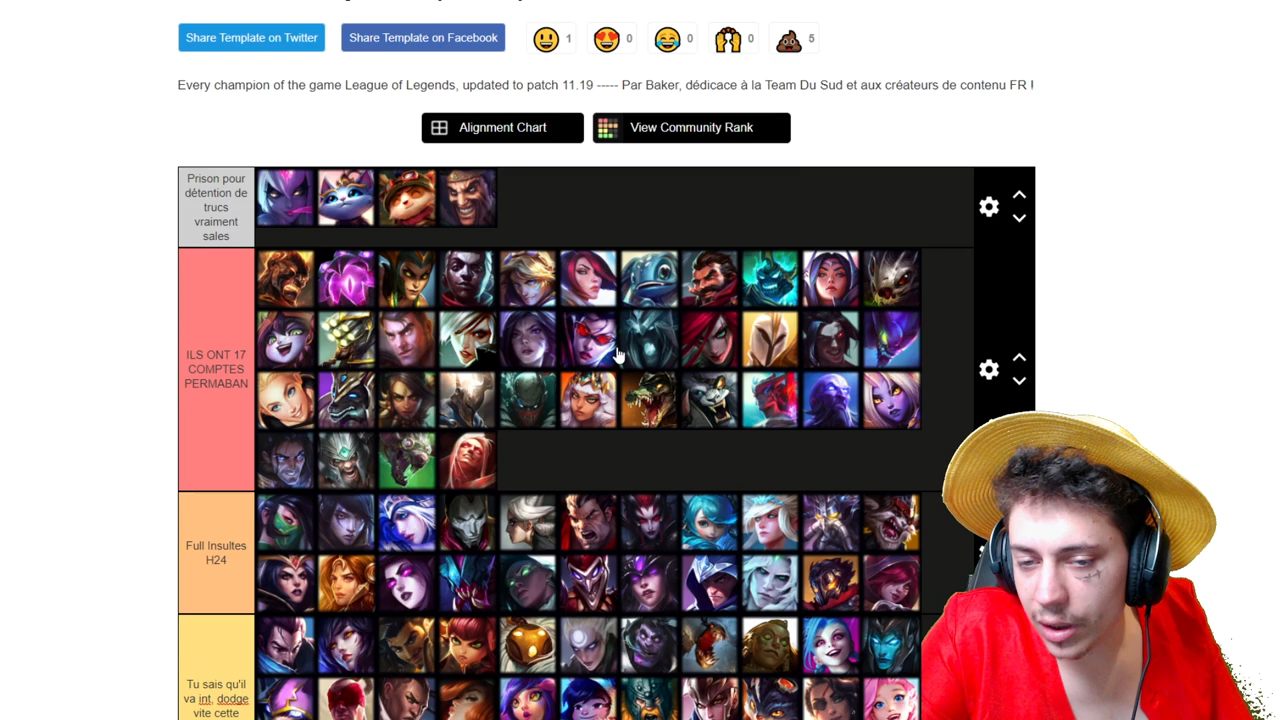 Share Template on Twitter
Share Template on Facebook
1
0
0
0
5
Every champion of the game League of Legends, updated to patch 11.19 ----- Par Baker, dédicace à la Team Du Sud et aux créateurs de contenu FR !
Alignment Chart
View Community Rank
Prison pour
détention de
trucs
vraiment
sales
ILS ONT 17
COMPTES
PERMABAN
Full Insultes
H24
Tu sais qu'il
va int, dodge
vite cette